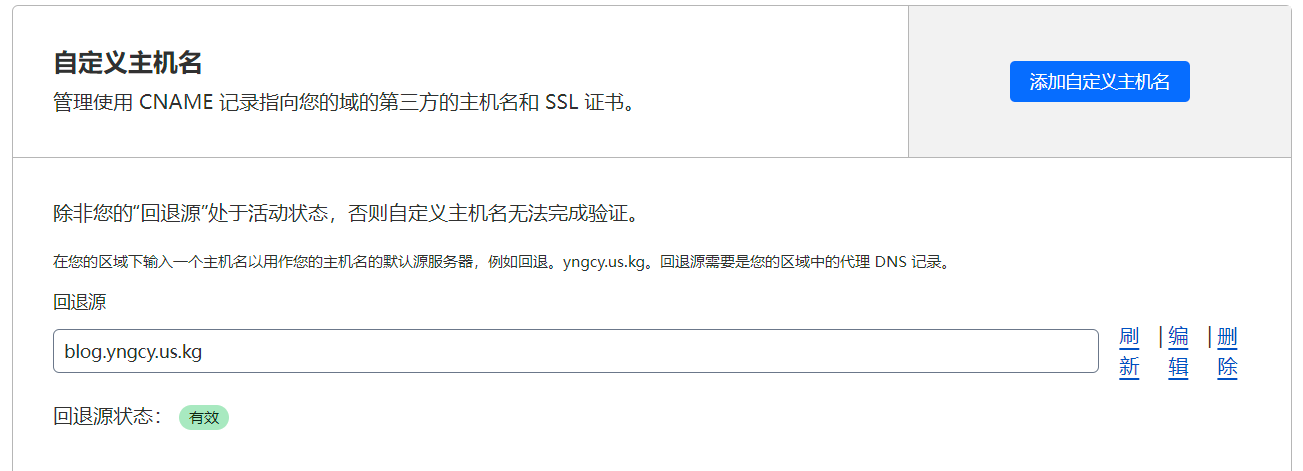 自定义主机名
管理使用 CNAME 记录指向您的域的第三方的主机名和 SSL 证书。
添加自定义主机名
除非您的“回退源”处于活动状态，否则自定义主机名无法完成验证。
在您的区域下输入一个主机名以用作您的主机名的默认源服务器，例如回退。yngcy.us.kg。回退源需要是您的区域中的代理 DNS 记录。
回退源
blog.yngcy.us.kg
刷新 | 编辑 | 删除
回退源状态： 有效